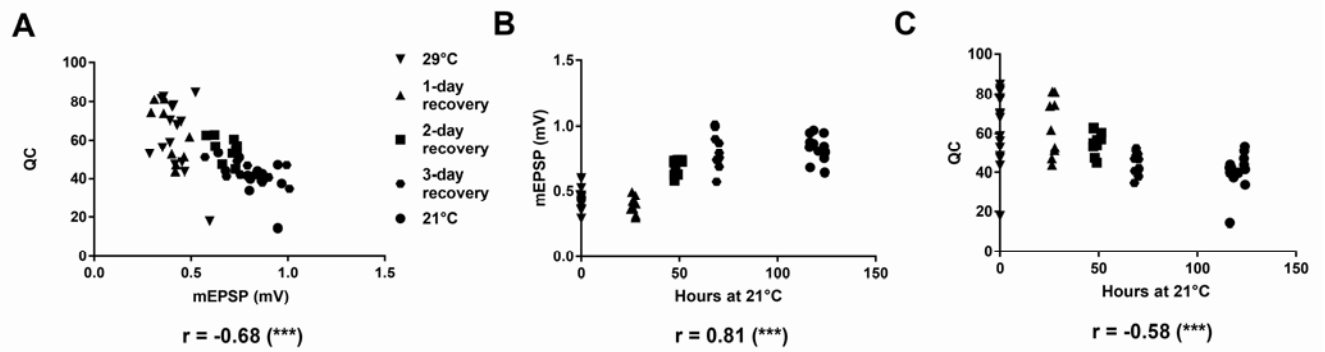 A
QC
100
80
60
40
20
0
0.0
0.5
1.0
1.5
mEPSP (mV)
r = -0.68 (***)
29°C
1-day
recovery
2-day
recovery
3-day
recovery
21°C
B
mEPSP (mV)
1.5
1.0
0.5
0.0
0
50
100
150
Hours at 21°C
r = 0.81 (***)
C
QC
100
80
60
40
20
0
0
50
100
150
Hours at 21°C
r = -0.58 (***)